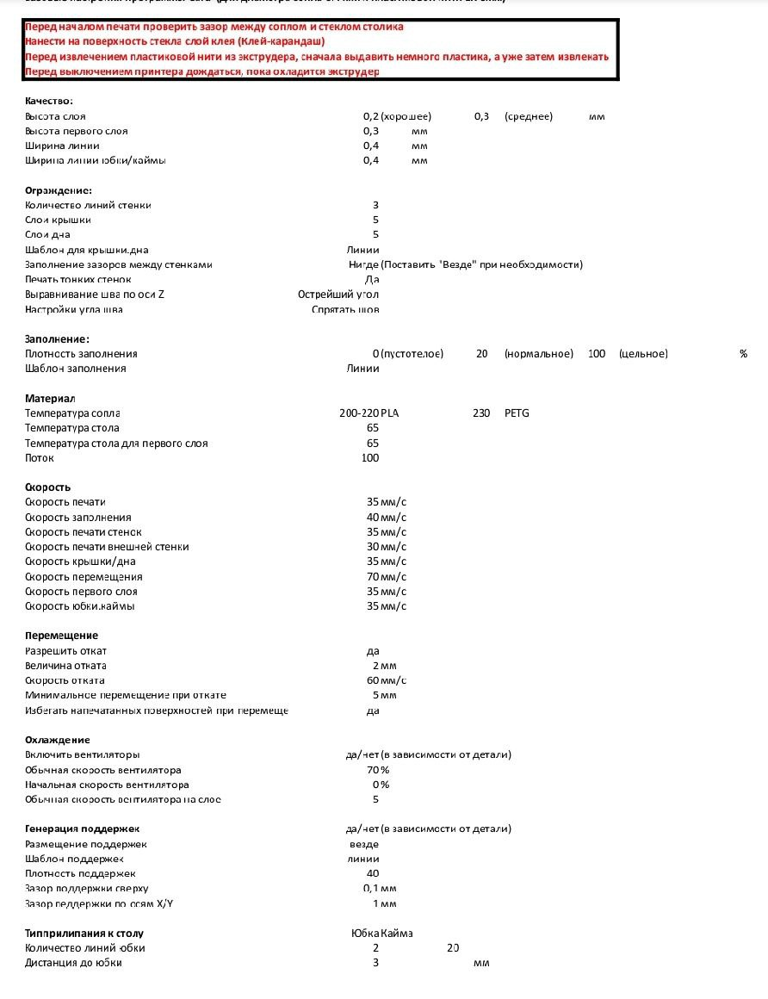 Перед началом печати проверить зазор между соплом и стеклом столика
Нанести на поверхность стекла слой клея (Клей-карандаш)
Перед извлечением пластиковой нити из экструдера, сначала выдавить немного пластика, а уже затем извлекать
Перед выключением принтера дождаться, пока охладится экструдер
Качество:
Высота слоя 0,2 (хорошее) 0,3 (среднее) мм
Высота первого слоя 0,3 мм
Ширина линии 0,4 мм
Ширина линии юбки/каймы 0,4 мм
Ограждение:
Количество линий стенки 3
Слои крышки 5
Слои дна 5
Шаблон для крышки.дна Линии
Заполнение зазоров между стенками Нигде (Поставить "Везде" при необходимости)
Печать тонких стенок Да
Выравнивание шва по оси Z Острейший угол
Настройки угла шва Спрятать шов
Заполнение:
Плотность заполнения 0 (пустотелое) 20 (нормальное) 100 (цельное) %
Шаблон заполнения Линии
Материал
Температура сопла 200-220 PLA 230 PETG
Температура стола 65
Температура стола для первого слоя 65
Поток 100
Скорость
Скорость печати 35 мм/с
Скорость заполнения 40 мм/с
Скорость печати стенок 35 мм/с
Скорость печати внешней стенки 30 мм/с
Скорость крышки/дна 35 мм/с
Скорость перемещения 70 мм/с
Скорость первого слоя 35 мм/с
Скорость юбки.каймы 35 мм/с
Перемещение
Разрешить откат да
Величина отката 2 мм
Скорость отката 60 мм/с
Минимальное перемещение при откате 5 мм
Избегать напечатанных поверхностей при перемеще да
Охлаждение
Включить вентиляторы да/нет (в зависимости от детали)
Обычная скорость вентилятора 70 %
Начальная скорость вентилятора 0 %
Обычная скорость вентилятора на слое 5
Генерация поддержек да/нет (в зависимости от детали)
Размещение поддержек везде
Шаблон поддержек линии
Плотность поддержек 40
Зазор поддержки сверху 0,1 мм
Зазор педдержки по осям X/Y 1 мм
Типприлипания к столу Юбка Кайма
Количество линий юбки 2 20
Дистанция до юбки 3 мм